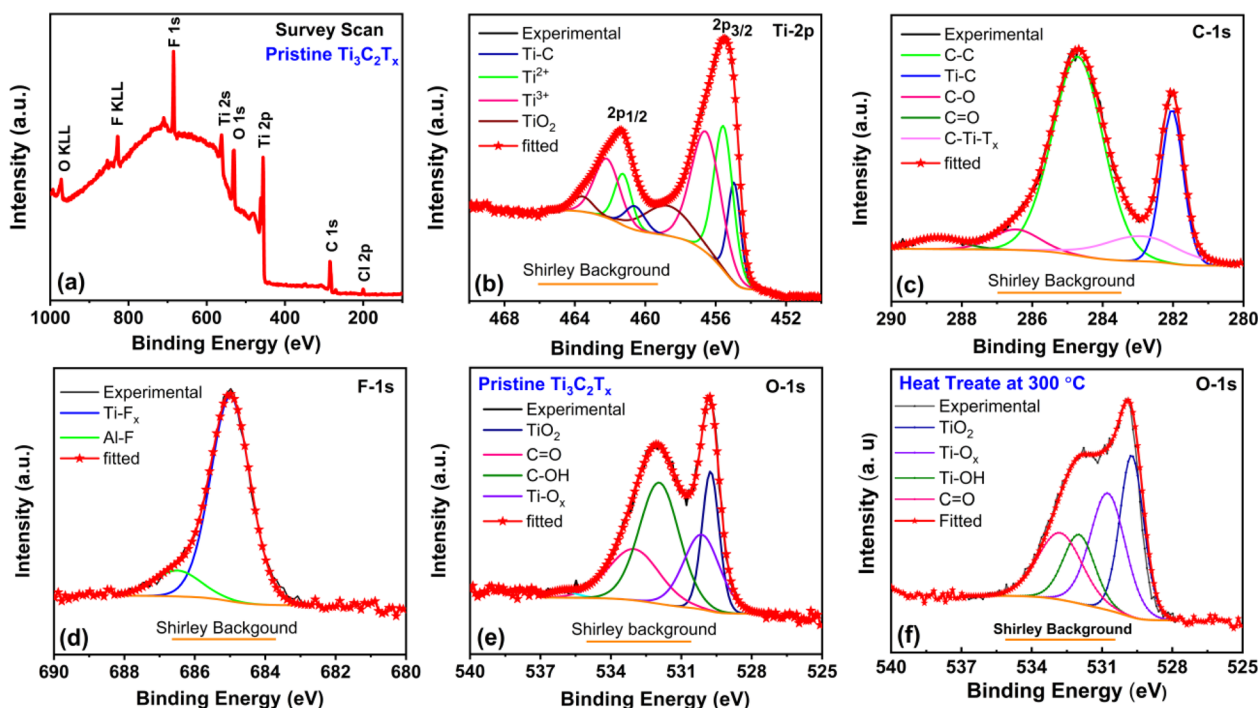 Survey Scan
Pristine Ti₃C₂Tₓ
O KLL
F KLL
F 1s
Ti 2s
O 1s
Ti 2p
C 1s
Cl 2p
(a)
1000 800 600 400 200
Binding Energy (eV)
Intensity (a.u.)
Ti-2p
2p₃/₂
2p₁/₂
Experimental
Ti-C
Ti²⁺
Ti³⁺
TiO₂
fitted
Shirley Background
(b)
468 464 460 456 452
Binding Energy (eV)
Intensity (a.u.)
C-1s
Experimental
C-C
Ti-C
C-O
C=O
C-Ti-Tₓ
fitted
Shirley Background
(c)
290 288 286 284 282 280
Binding Energy (eV)
Intensity (a.u.)
F-1s
Experimental
Ti-Fₓ
Al-F
fitted
Shirley Backgound
(d)
690 688 686 684 682 680
Binding Energy (eV)
Intensity (a.u.)
Pristine Ti₃C₂Tₓ
O-1s
Experimental
TiO₂
C=O
C-OH
Ti-Oₓ
fitted
Shirley background
(e)
540 537 534 531 528 525
Binding Energy (eV)
Intensity (a.u.)
Heat Treate at 300 °C
O-1s
Experimental
TiO₂
Ti-Oₓ
Ti-OH
C=O
Fitted
Shirley Background
(f)
540 537 534 531 528 525
Binding Energy (eV)
Intensity (a. u)